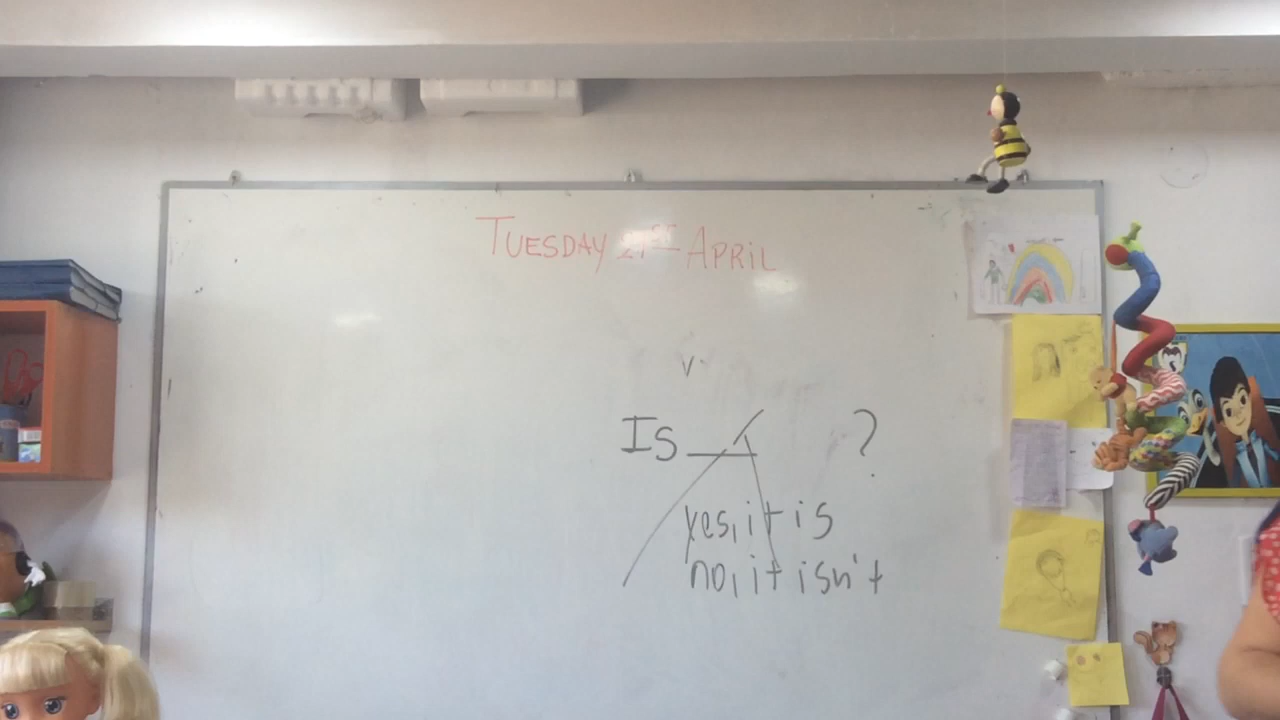 TUESDAY 21ST APRIL
v
Is ___ ?
yes, it is
no, it isn't